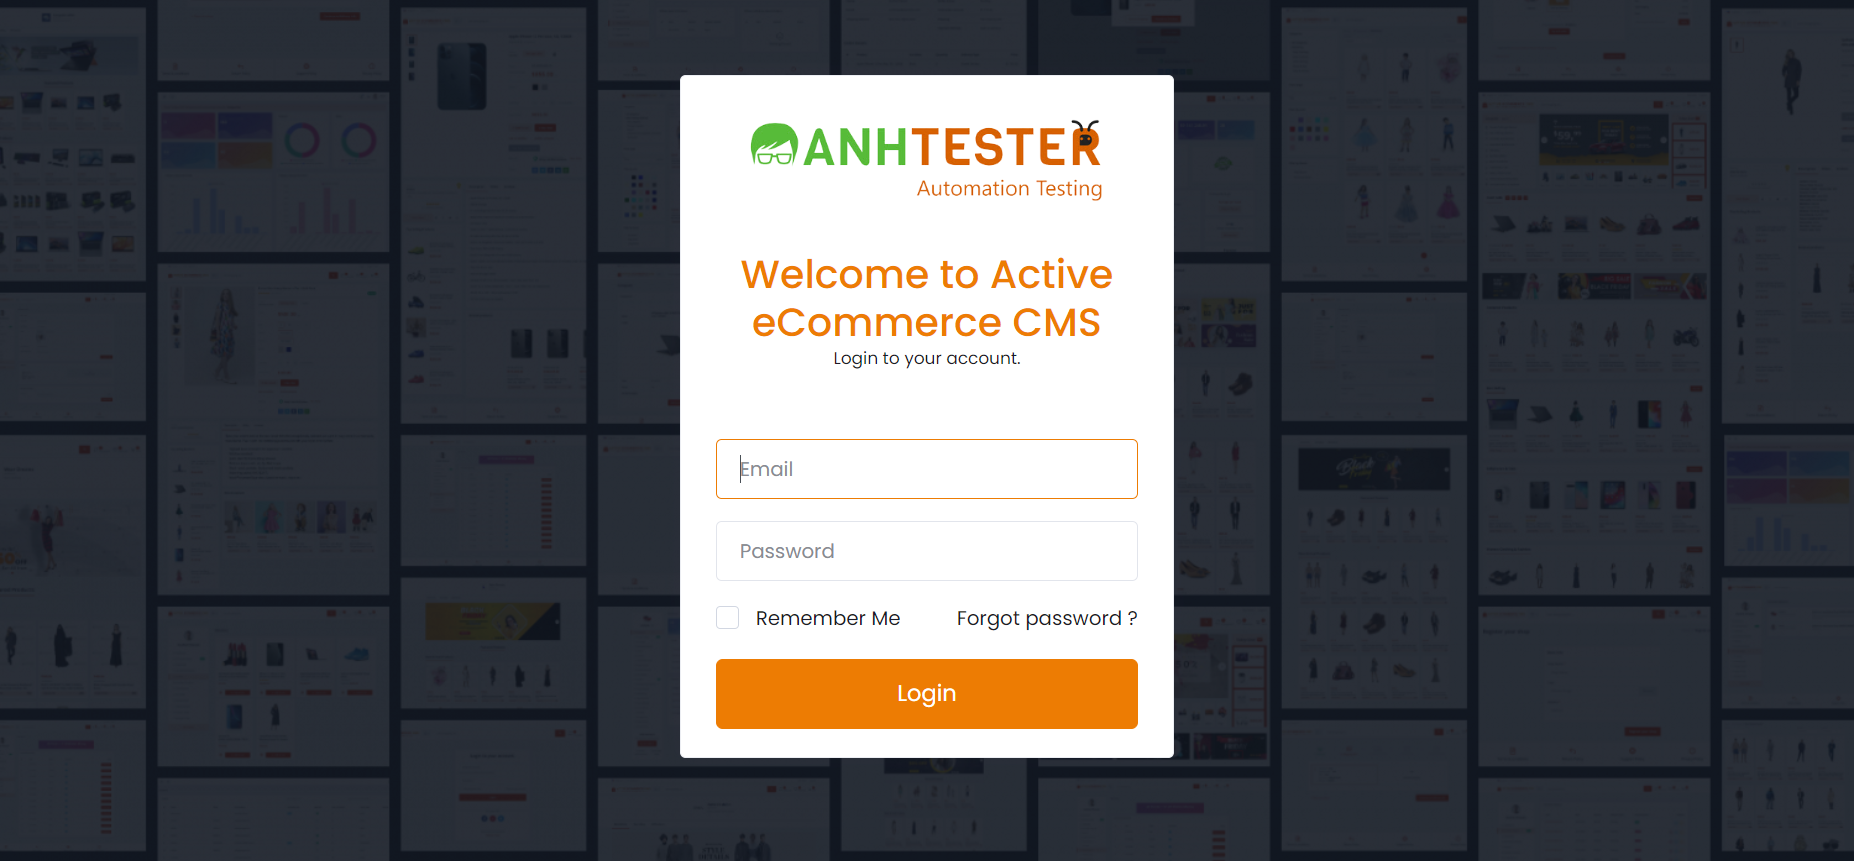 ANHTESTER
Automation Testing
Welcome to Active
eCommerce CMS
Login to your account.
Email
Password
Remember Me
Forgot password ?
Login